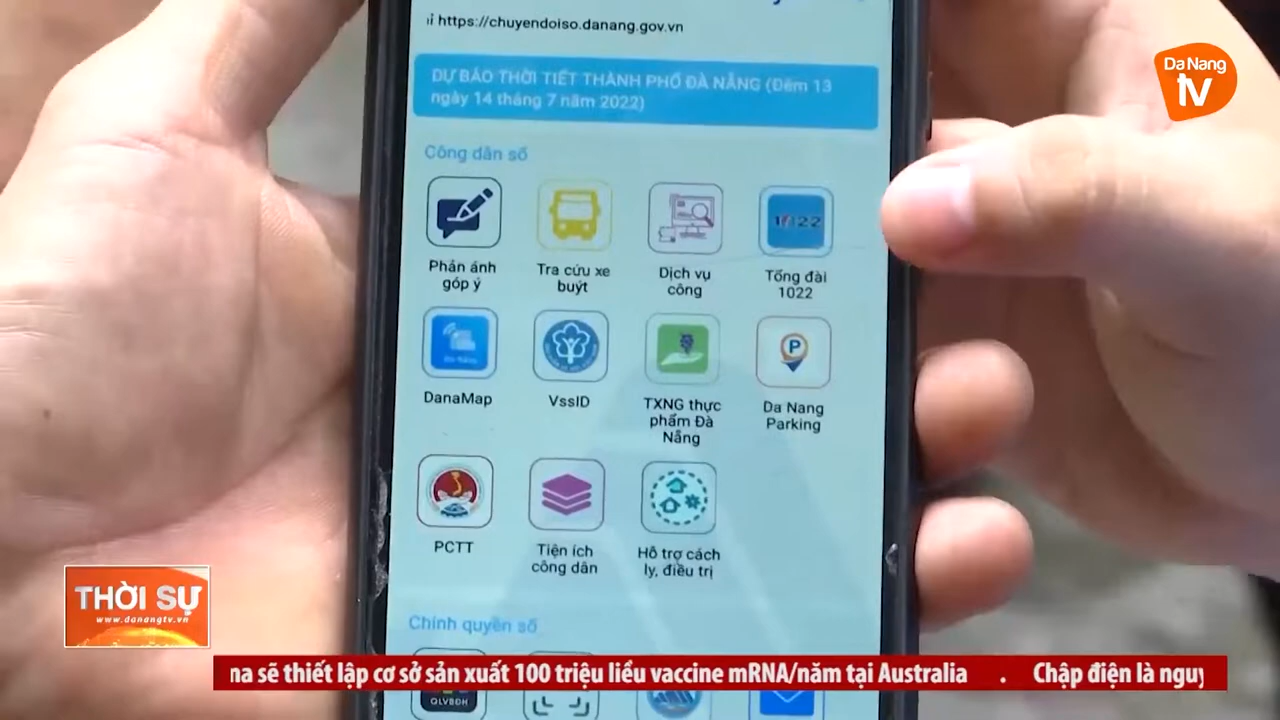 https://chuyendoiso.danang.gov.vn
Da Nang
tv
DỰ BÁO THỜI TIẾT THÀNH PHỐ ĐÀ NẴNG (Đêm 13
ngày 14 tháng 7 năm 2022)
Công dân số
1022
Phản ánh
góp ý
Tra cứu xe
buýt
Dịch vụ
công
Tổng đài
1022
P
DanaMap
VssID
TXNG thực
phẩm Đà
Nẵng
Da Nang
Parking
PCTT
Tiện ích
công dân
Hỗ trợ cách
ly, điều trị
THỜI SỰ
www.danangtv.vn
Chính quyền số
na sẽ thiết lập cơ sở sản xuất 100 triệu liều vaccine mRNA/năm tại Australia . Chập điện là nguy
QLVBDH